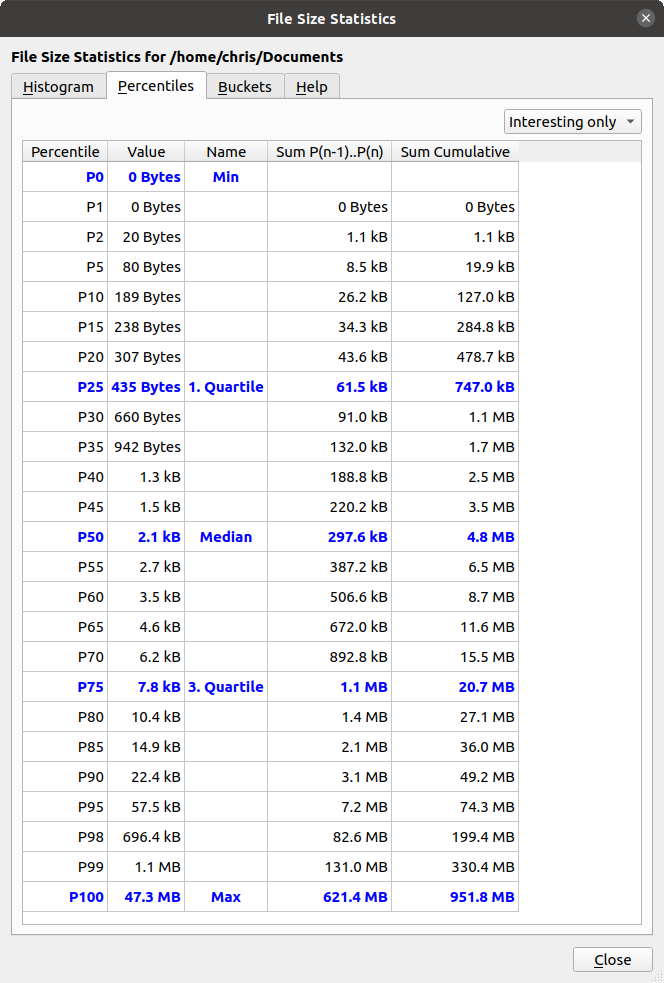 File Size Statistics
File Size Statistics for /home/chris/Documents
Histogram Percentiles Buckets Help
Interesting only
Percentile Value Name Sum P(n-1)..P(n) Sum Cumulative
P0 0 Bytes Min
P1 0 Bytes 0 Bytes 0 Bytes
P2 20 Bytes 1.1 kB 1.1 kB
P5 80 Bytes 8.5 kB 19.9 kB
P10 189 Bytes 26.2 kB 127.0 kB
P15 238 Bytes 34.3 kB 284.8 kB
P20 307 Bytes 43.6 kB 478.7 kB
P25 435 Bytes 1. Quartile 61.5 kB 747.0 kB
P30 660 Bytes 91.0 kB 1.1 MB
P35 942 Bytes 132.0 kB 1.7 MB
P40 1.3 kB 188.8 kB 2.5 MB
P45 1.5 kB 220.2 kB 3.5 MB
P50 2.1 kB Median 297.6 kB 4.8 MB
P55 2.7 kB 387.2 kB 6.5 MB
P60 3.5 kB 506.6 kB 8.7 MB
P65 4.6 kB 672.0 kB 11.6 MB
P70 6.2 kB 892.8 kB 15.5 MB
P75 7.8 kB 3. Quartile 1.1 MB 20.7 MB
P80 10.4 kB 1.4 MB 27.1 MB
P85 14.9 kB 2.1 MB 36.0 MB
P90 22.4 kB 3.1 MB 49.2 MB
P95 57.5 kB 7.2 MB 74.3 MB
P98 696.4 kB 82.6 MB 199.4 MB
P99 1.1 MB 131.0 MB 330.4 MB
P100 47.3 MB Max 621.4 MB 951.8 MB
Close